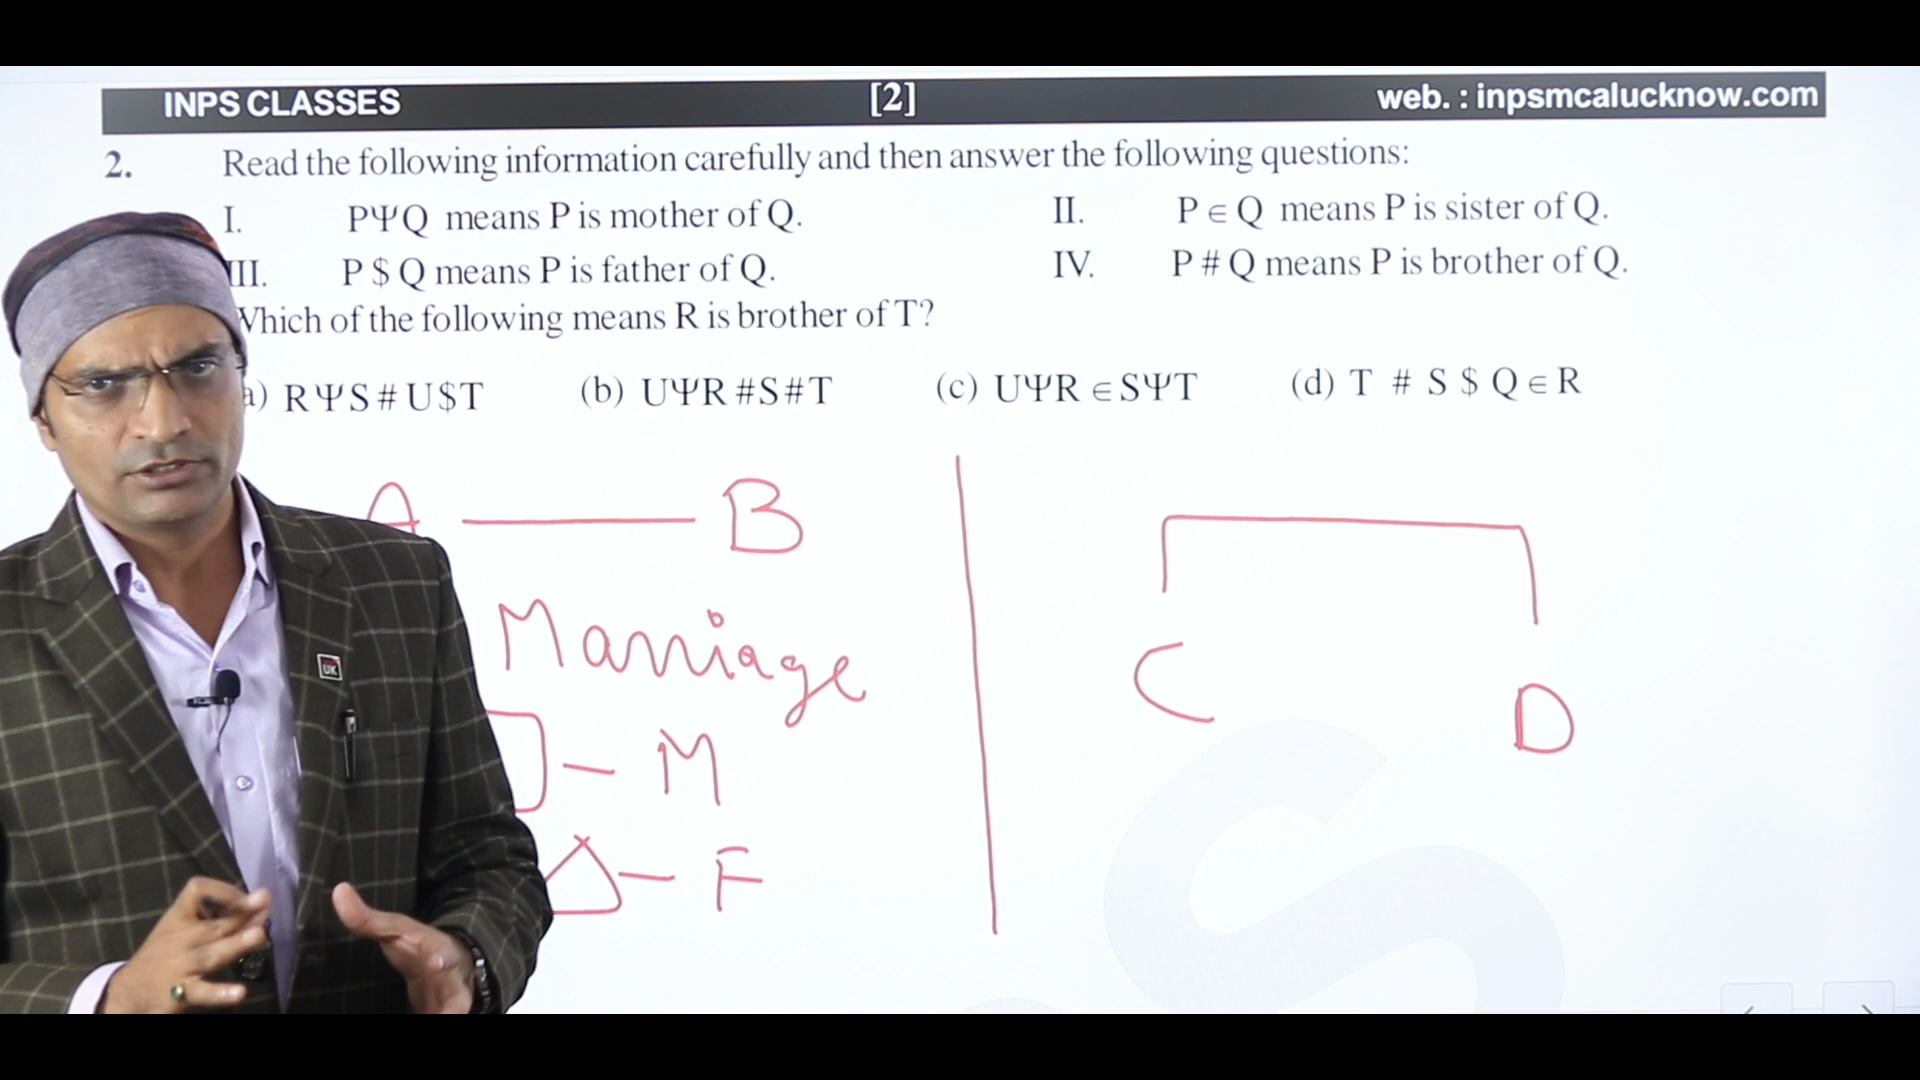 INPS CLASSES [2] web. : inpsmcalucknow.com
2. Read the following information carefully and then answer the following questions:
I. PΨQ means P is mother of Q. II. P ∈ Q means P is sister of Q.
III. P $ Q means P is father of Q. IV. P # Q means P is brother of Q.
Which of the following means R is brother of T?
a) RΨS#U$T (b) UΨR #S#T (c) UΨR ∈ SΨT (d) T # S $ Q ∈ R
A — B
Marriage
C
D
— M
△ — F
UK